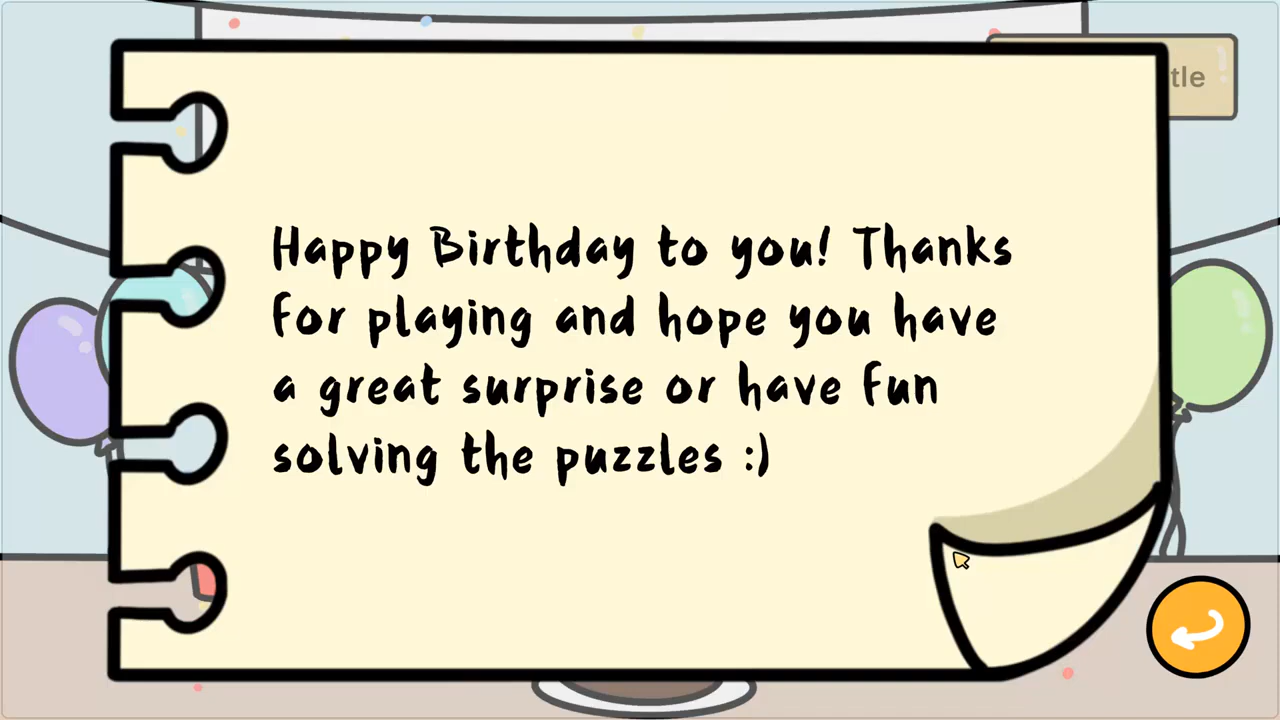 tle
Happy Birthday to you! Thanks
for playing and hope you have
a great surprise or have fun
solving the puzzles :)